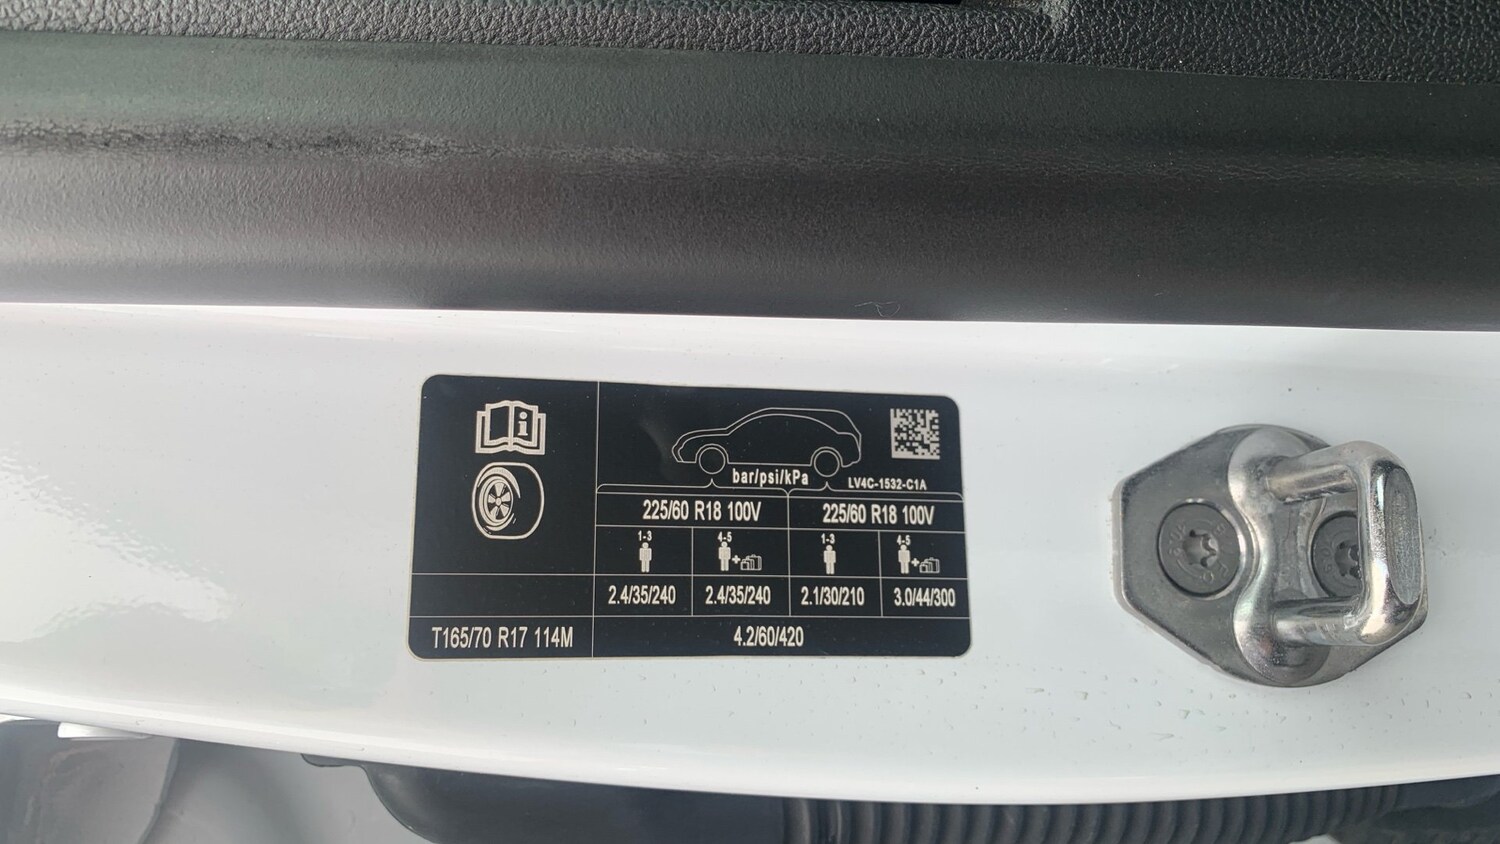 i
bar/psi/kPa
LV4C-1532-C1A
225/60 R18 100V 225/60 R18 100V
1-3 4-5 1-3 4-5
+ +
2.4/35/240 2.4/35/240 2.1/30/210 3.0/44/300
T165/70 R17 114M 4.2/60/420